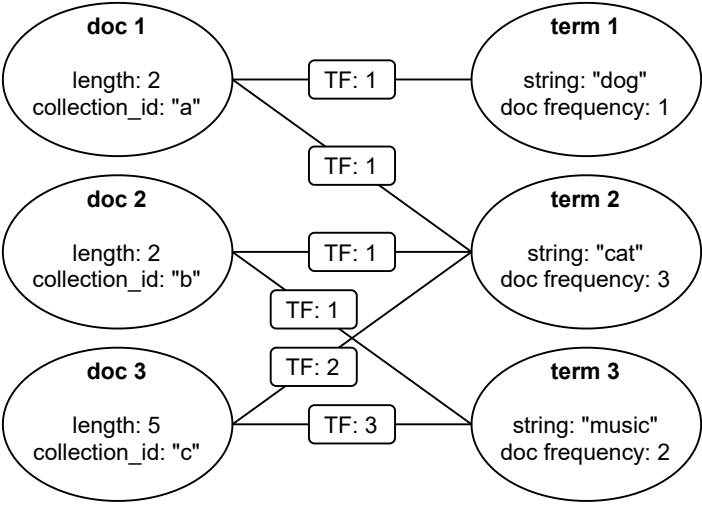 doc 1
length: 2
collection_id: "a"
TF: 1
term 1
string: "dog"
doc frequency: 1
TF: 1
doc 2
length: 2
collection_id: "b"
TF: 1
term 2
string: "cat"
doc frequency: 3
TF: 1
TF: 2
doc 3
length: 5
collection_id: "c"
TF: 3
term 3
string: "music"
doc frequency: 2